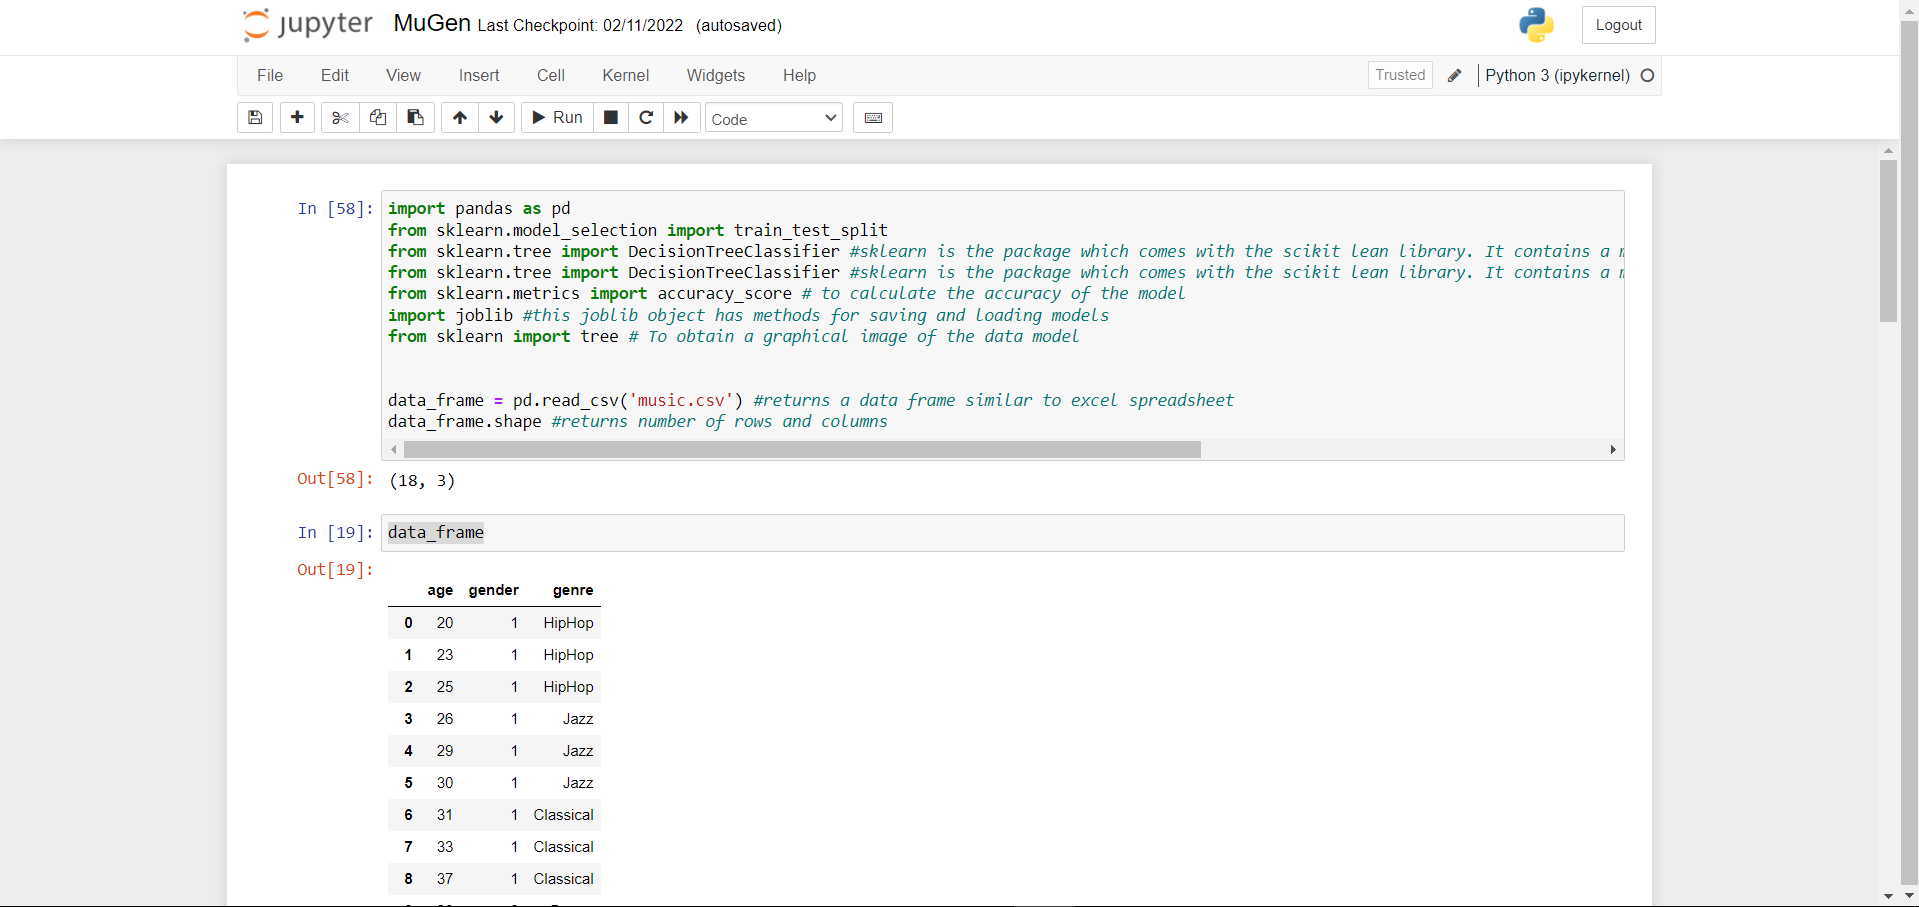 jupyter MuGen Last Checkpoint: 02/11/2022 (autosaved) Logout
File Edit View Insert Cell Kernel Widgets Help Trusted Python 3 (ipykernel)
Run Code
In [58]: import pandas as pd
from sklearn.model_selection import train_test_split
from sklearn.tree import DecisionTreeClassifier #sklearn is the package which comes with the scikit lean library. It contains a
from sklearn.tree import DecisionTreeClassifier #sklearn is the package which comes with the scikit lean library. It contains a
from sklearn.metrics import accuracy_score # to calculate the accuracy of the model
import joblib #this joblib object has methods for saving and loading models
from sklearn import tree # To obtain a graphical image of the data model
data_frame = pd.read_csv('music.csv') #returns a data frame similar to excel spreadsheet
data_frame.shape #returns number of rows and columns
Out[58]: (18, 3)
In [19]: data_frame
Out[19]:
age gender genre
0 20 1 HipHop
1 23 1 HipHop
2 25 1 HipHop
3 26 1 Jazz
4 29 1 Jazz
5 30 1 Jazz
6 31 1 Classical
7 33 1 Classical
8 37 1 Classical